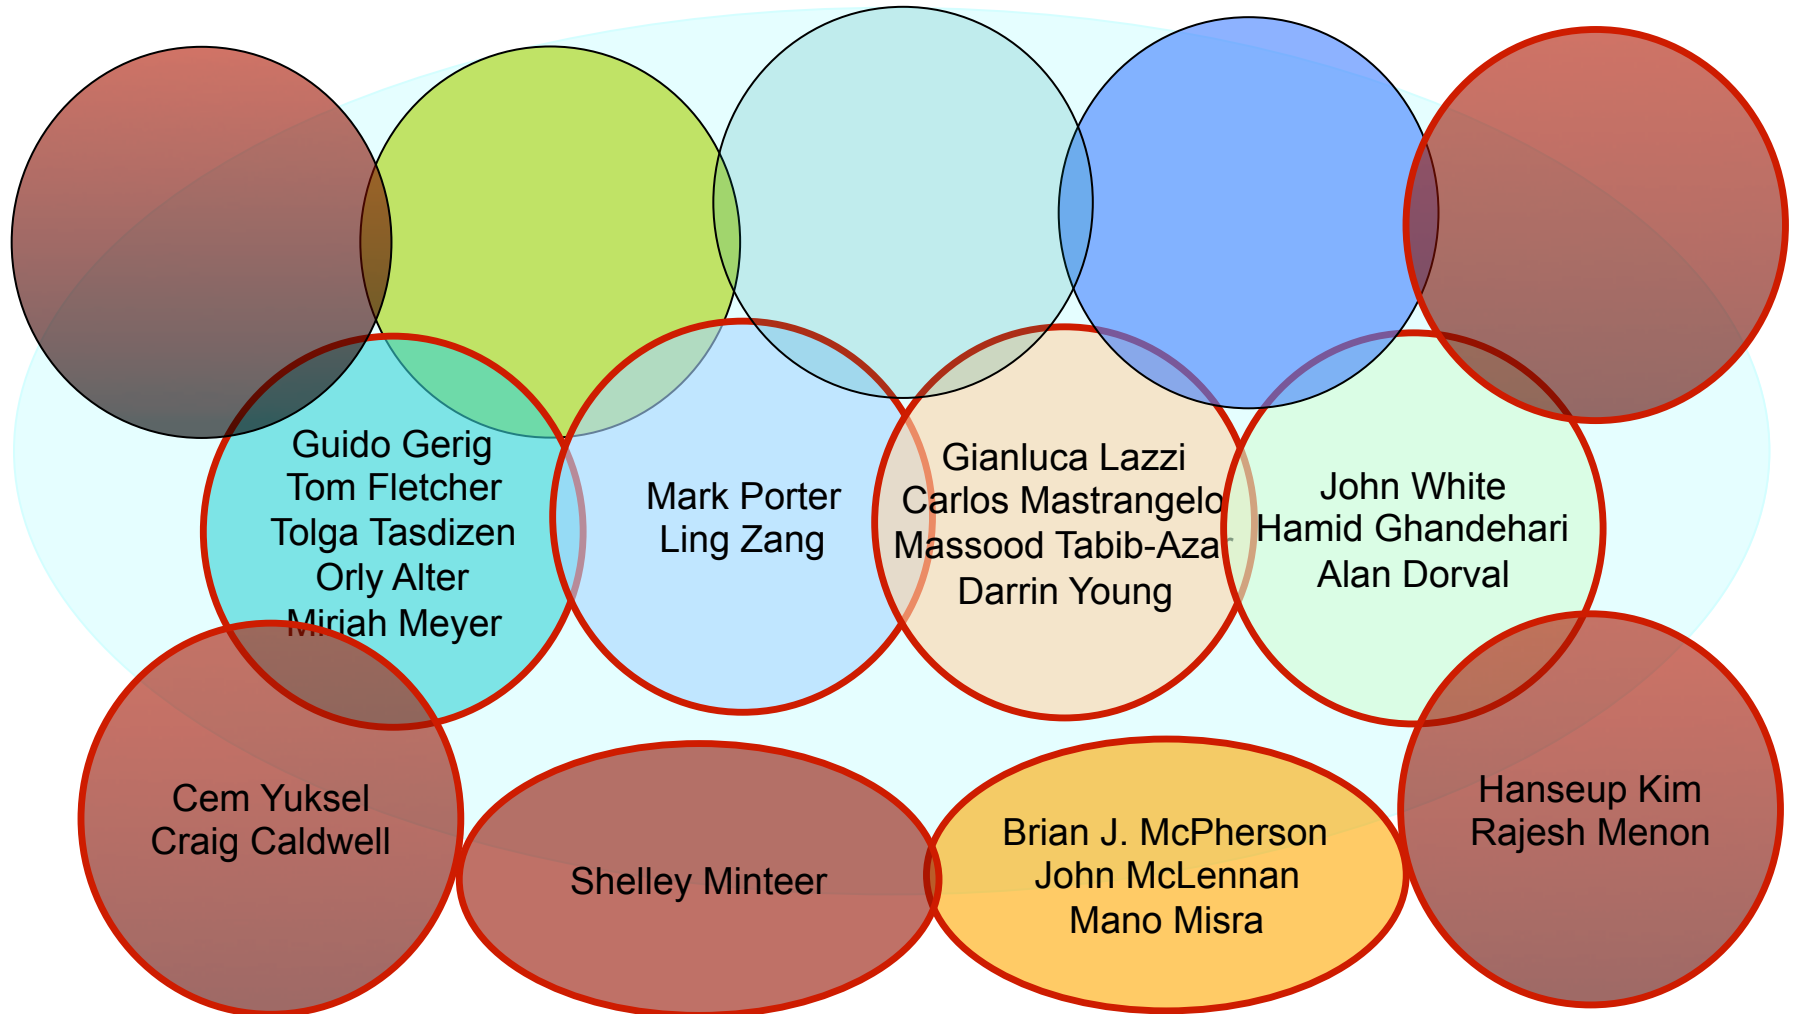 Guido Gerig
Tom Fletcher
Tolga Tasdizen
Orly Alter
Miriah Meyer
Mark Porter
Ling Zang
Gianluca Lazzi
Carlos Mastrangelo
Massood Tabib-Azar
Darrin Young
John White
Hamid Ghandehari
Alan Dorval
Cem Yuksel
Craig Caldwell
Shelley Minteer
Brian J. McPherson
John McLennan
Mano Misra
Hanseup Kim
Rajesh Menon